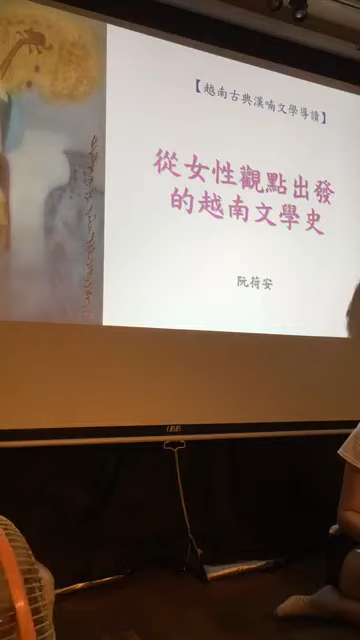 【越南古典漢喃文學導讀】
從女性觀點出發
的越南文學史
阮荷安